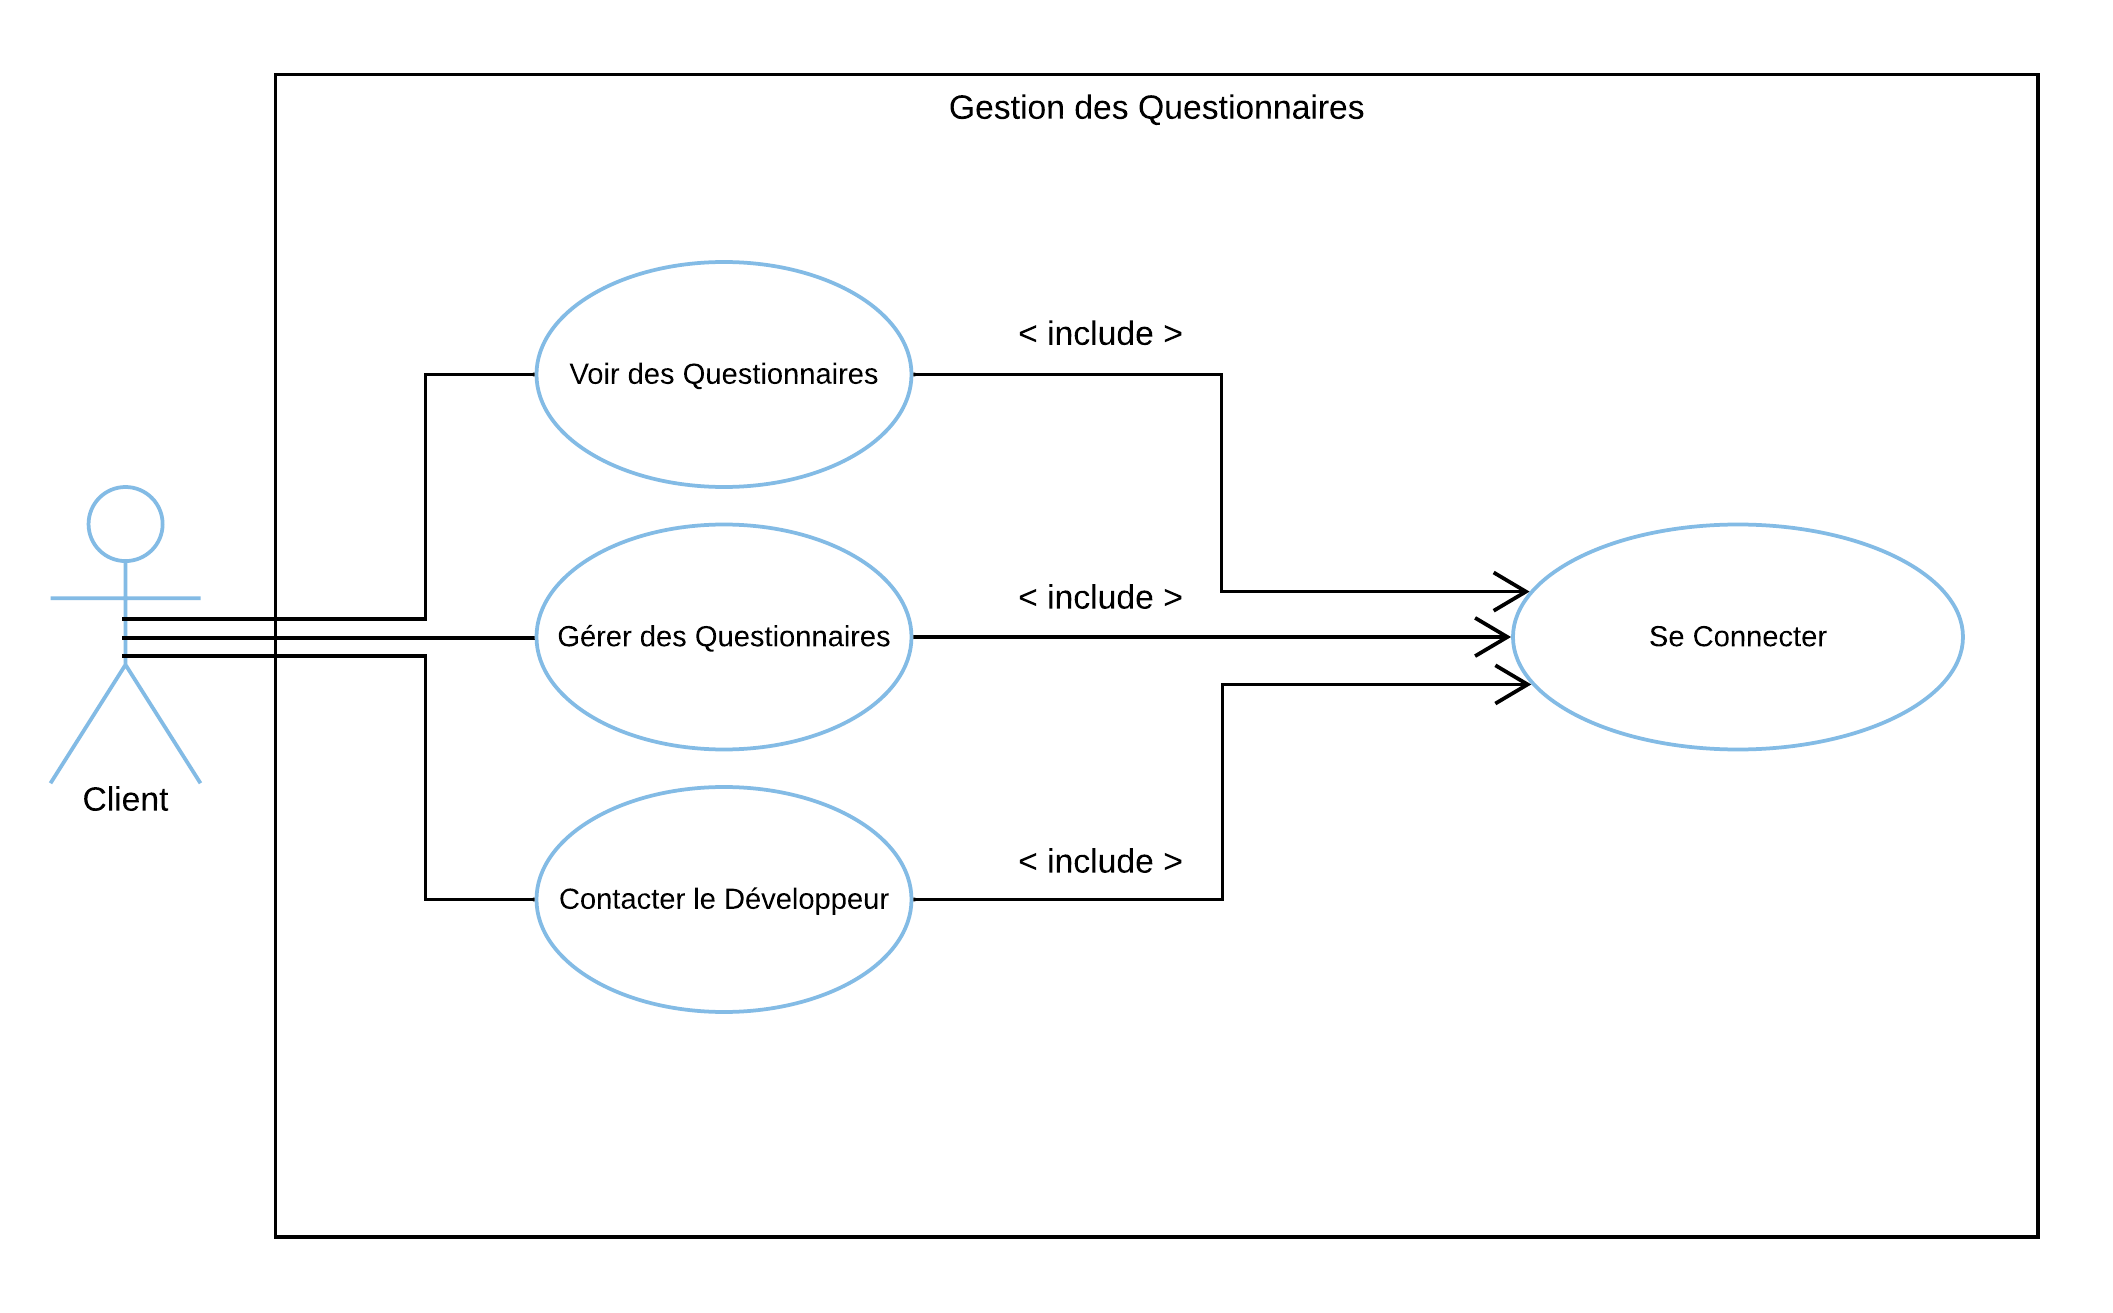 Gestion des Questionnaires
Voir des Questionnaires
< include >
Gérer des Questionnaires
< include >
Se Connecter
Client
Contacter le Développeur
< include >